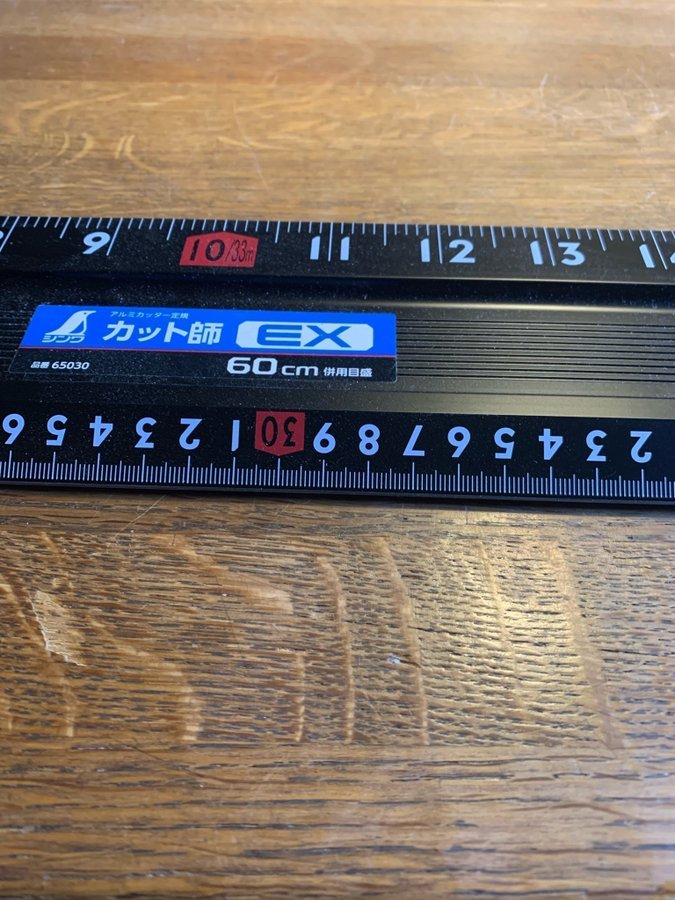 9 10/33m 11 12 13 14
シンワ
アルミカッター定規
カット師 EX
品番 65030
60cm 併用目盛
2 3 4 5 6 7 8 9 30 1 2 3 4 5 6